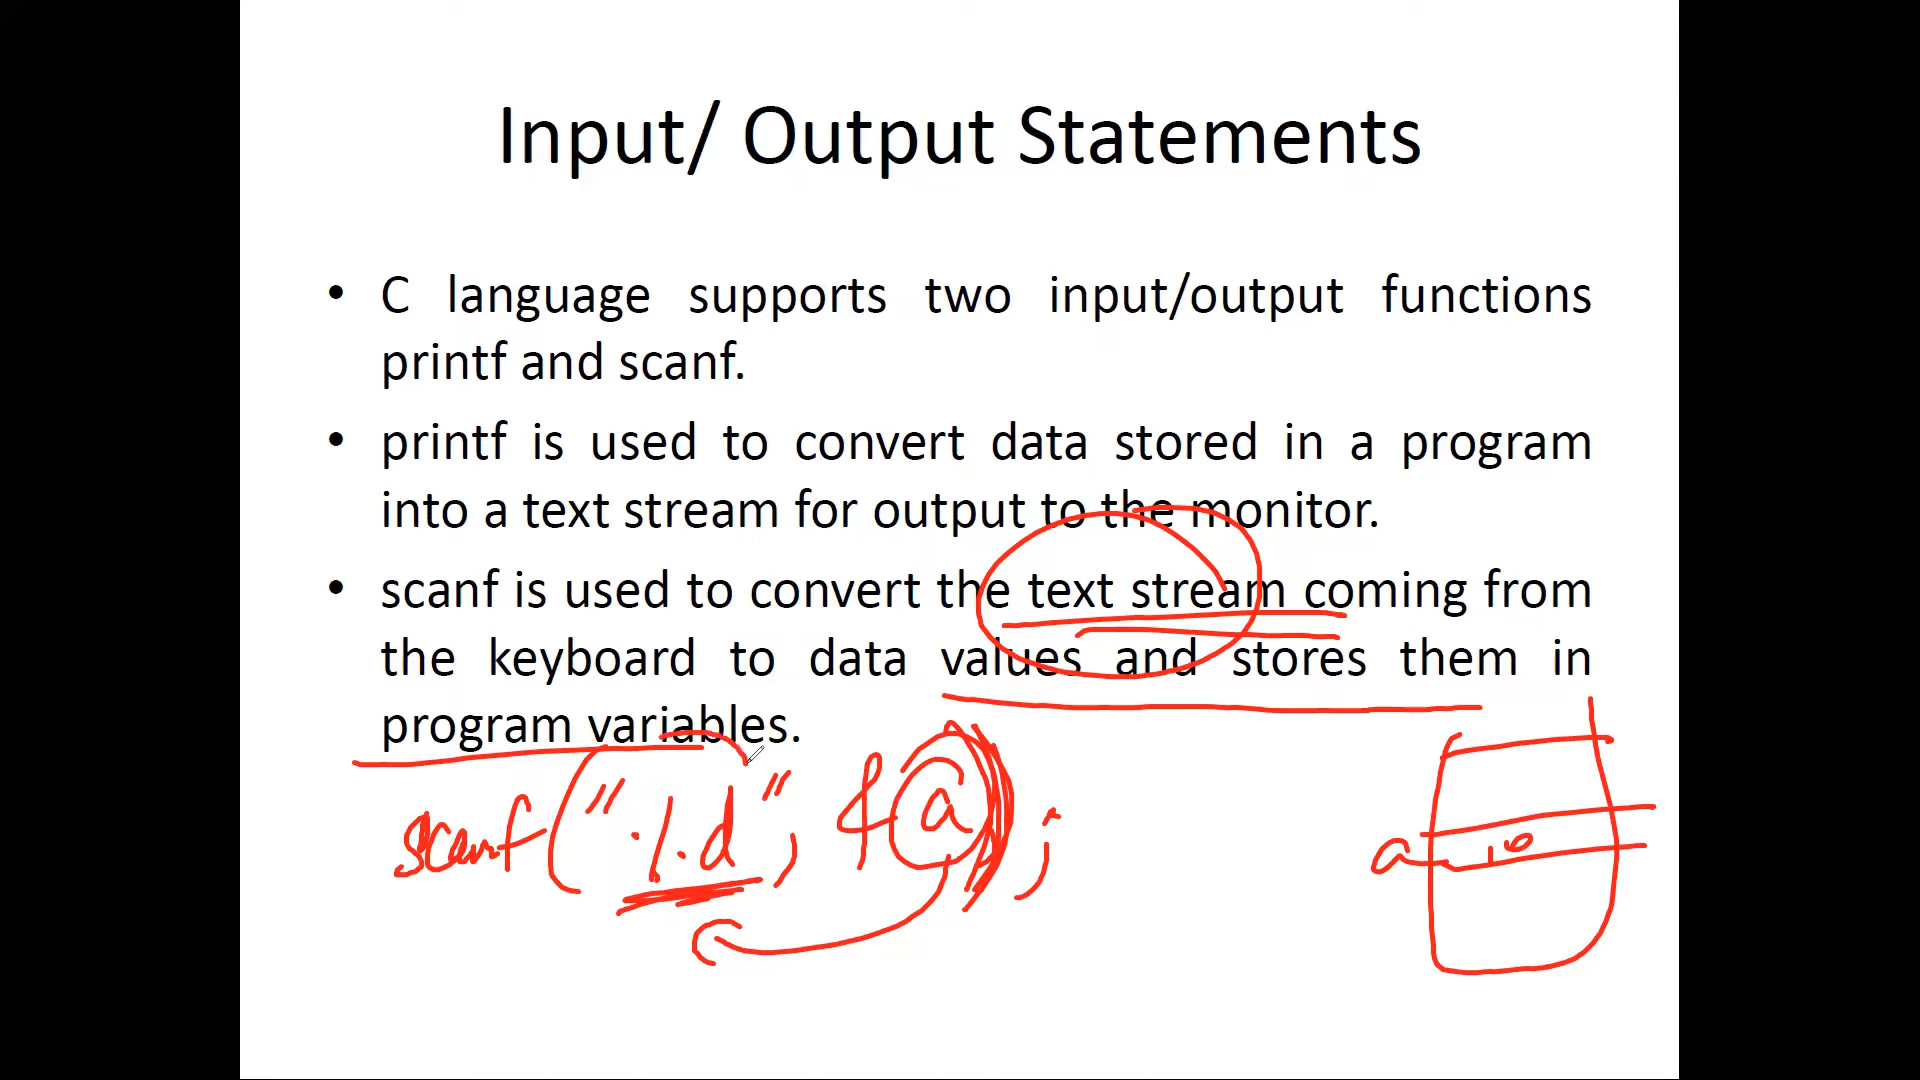 Input/ Output Statements
• C language supports two input/output functions
printf and scanf.
• printf is used to convert data stored in a program
into a text stream for output to the monitor.
• scanf is used to convert the text stream coming from
the keyboard to data values and stores them in
program variables.
scanf("%d", &a);
a 10